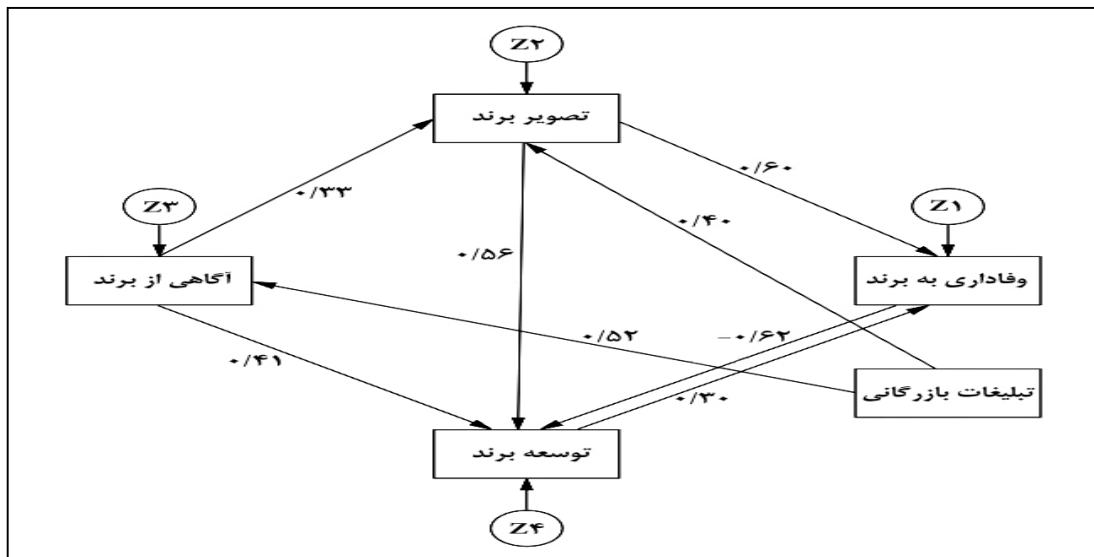 Z۲
تصویر برند
۰/۶۰
۰/۳۳
Z۳
Z۱
۰/۴۰
۰/۵۶
آگاهی از برند
وفاداری به برند
۰/۵۲
–۰/۶۲
۰/۴۱
تبلیغات بازرگانی
۰/۳۰
توسعه برند
Z۴